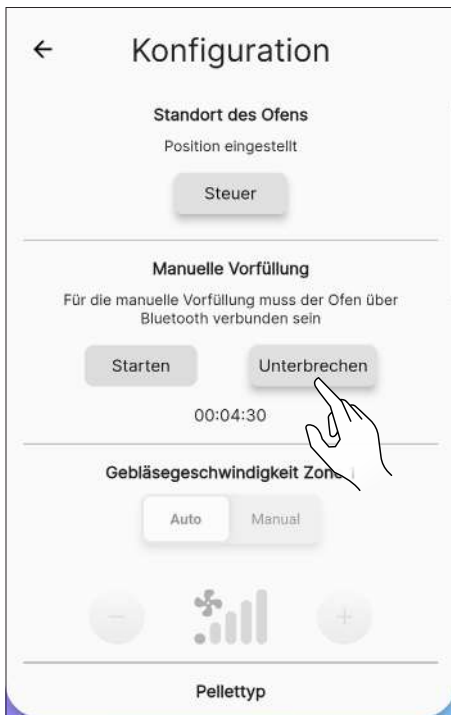 Konfiguration
Standort des Ofens
Position eingestellt
Steuer
Manuelle Vorfüllung
Für die manuelle Vorfüllung muss der Ofen über
Bluetooth verbunden sein
Starten
Unterbrechen
00:04:30
Gebläsegeschwindigkeit
Auto
Manual
Pellettyp